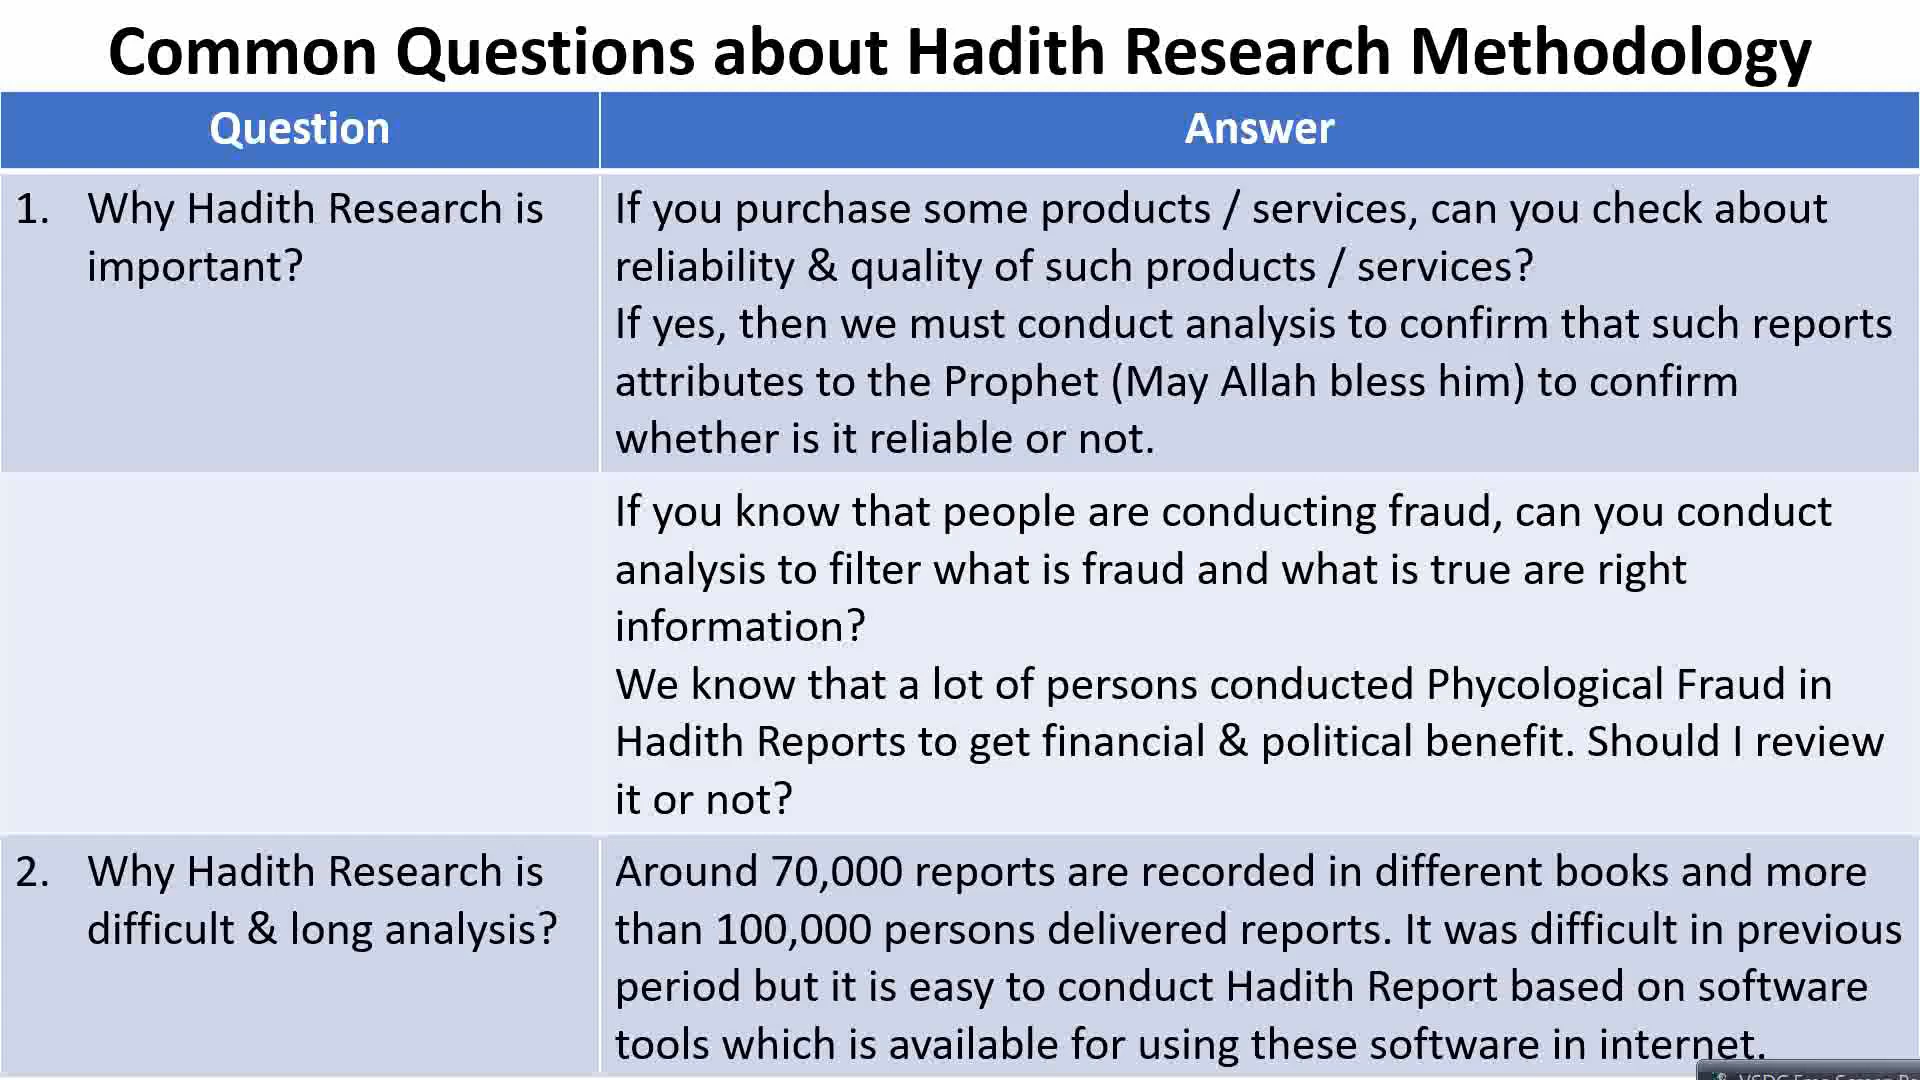 Common Questions about Hadith Research Methodology
Question
Answer
1. Why Hadith Research is
important?
If you purchase some products / services, can you check about
reliability & quality of such products / services?
If yes, then we must conduct analysis to confirm that such reports
attributes to the Prophet (May Allah bless him) to confirm
whether is it reliable or not.
If you know that people are conducting fraud, can you conduct
analysis to filter what is fraud and what is true are right
information?
We know that a lot of persons conducted Phycological Fraud in
Hadith Reports to get financial & political benefit. Should I review
it or not?
2. Why Hadith Research is
difficult & long analysis?
Around 70,000 reports are recorded in different books and more
than 100,000 persons delivered reports. It was difficult in previous
period but it is easy to conduct Hadith Report based on software
tools which is available for using these software in internet.